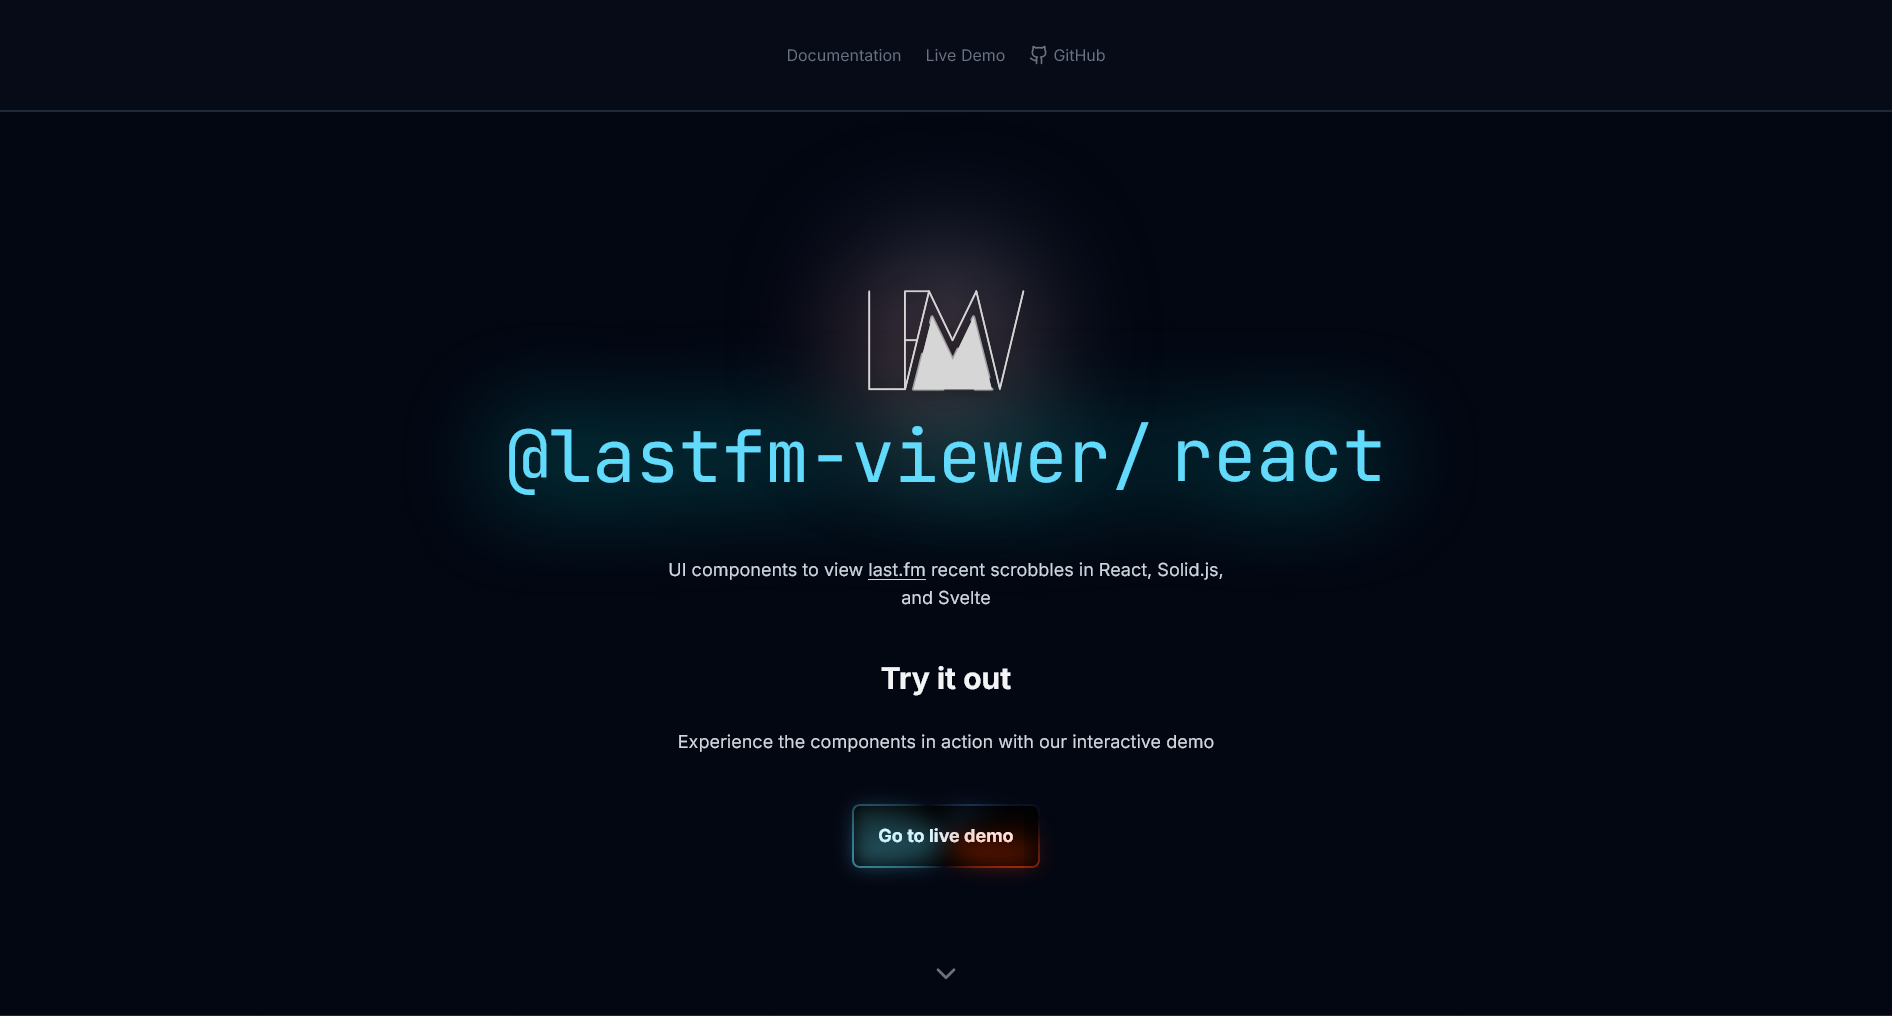 Documentation Live Demo GitHub
LFMV
@lastfm-viewer/ react
UI components to view last.fm recent scrobbles in React, Solid.js,
and Svelte
Try it out
Experience the components in action with our interactive demo
Go to live demo